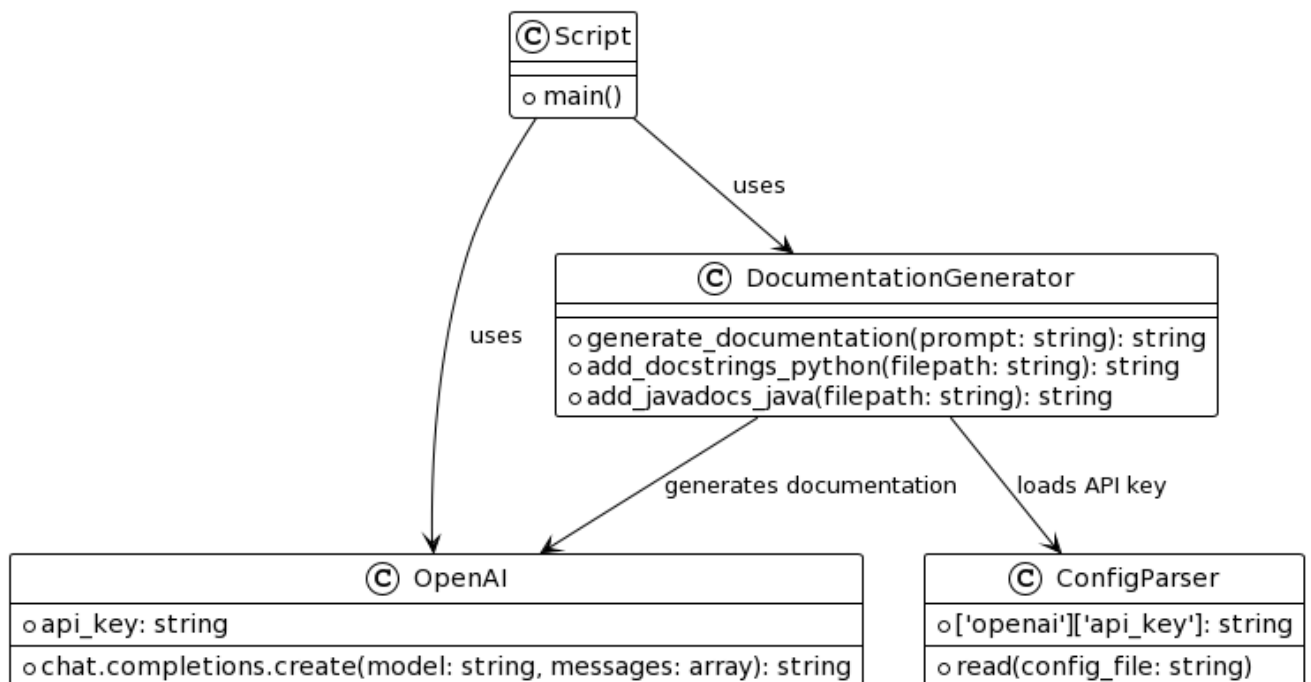 C Script
main()
uses
C DocumentationGenerator
generate_documentation(prompt: string): string
add_docstrings_python(filepath: string): string
add_javadocs_java(filepath: string): string
uses
generates documentation
loads API key
C OpenAI
api_key: string
chat.completions.create(model: string, messages: array): string
C ConfigParser
['openai']['api_key']: string
read(config_file: string)